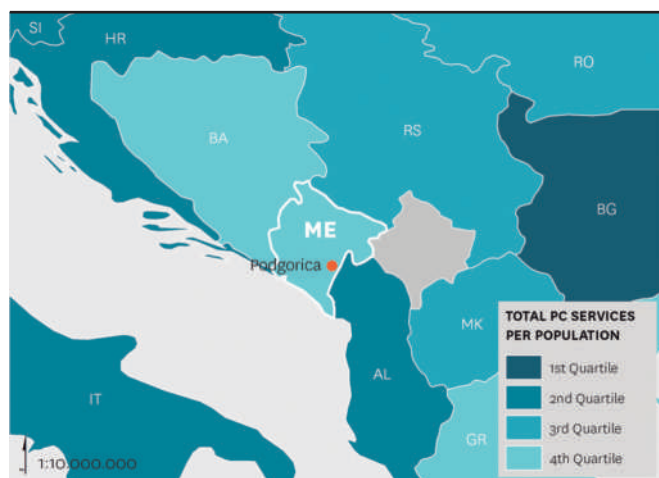 SI
HR
RO
BA
RS
ME
BG
Podgorica
MK
AL
IT
GR
TOTAL PC SERVICES
PER POPULATION
1st Quartile
2nd Quartile
3rd Quartile
4th Quartile
1:10.000.000